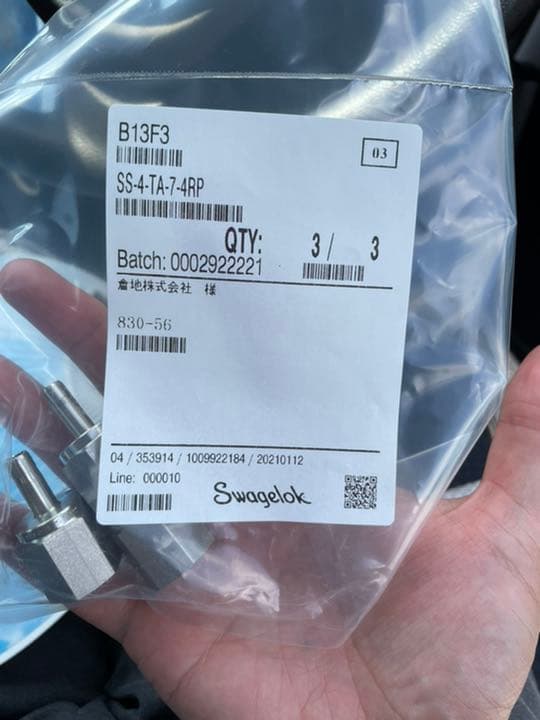 B13F3
03
SS-4-TA-7-4RP
QTY: 3 / 3
Batch: 0002922221
倉地株式会社 様
830-56
04 / 353914 / 1009922184 / 20210112
Line: 000010
Swagelok